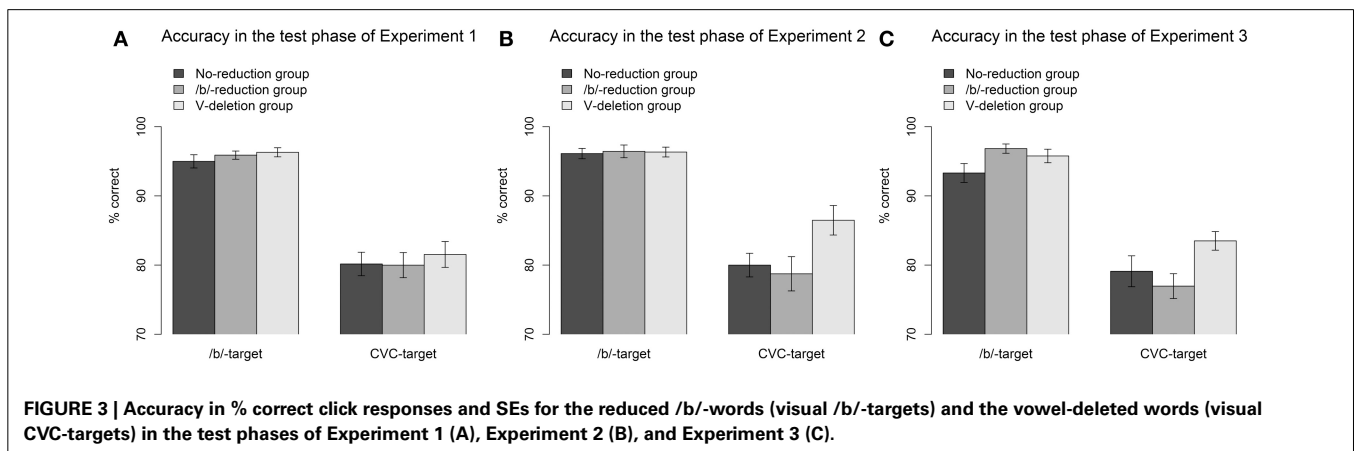 A Accuracy in the test phase of Experiment 1
No-reduction group
/b/-reduction group
V-deletion group
% correct
100
90
80
70
/b/-target CVC-target
B Accuracy in the test phase of Experiment 2
No-reduction group
/b/-reduction group
V-deletion group
% correct
100
90
80
70
/b/-target CVC-target
C Accuracy in the test phase of Experiment 3
No-reduction group
/b/-reduction group
V-deletion group
% correct
100
90
80
70
/b/-target CVC-target
FIGURE 3 | Accuracy in % correct click responses and SEs for the reduced /b/-words (visual /b/-targets) and the vowel-deleted words (visual
CVC-targets) in the test phases of Experiment 1 (A), Experiment 2 (B), and Experiment 3 (C).